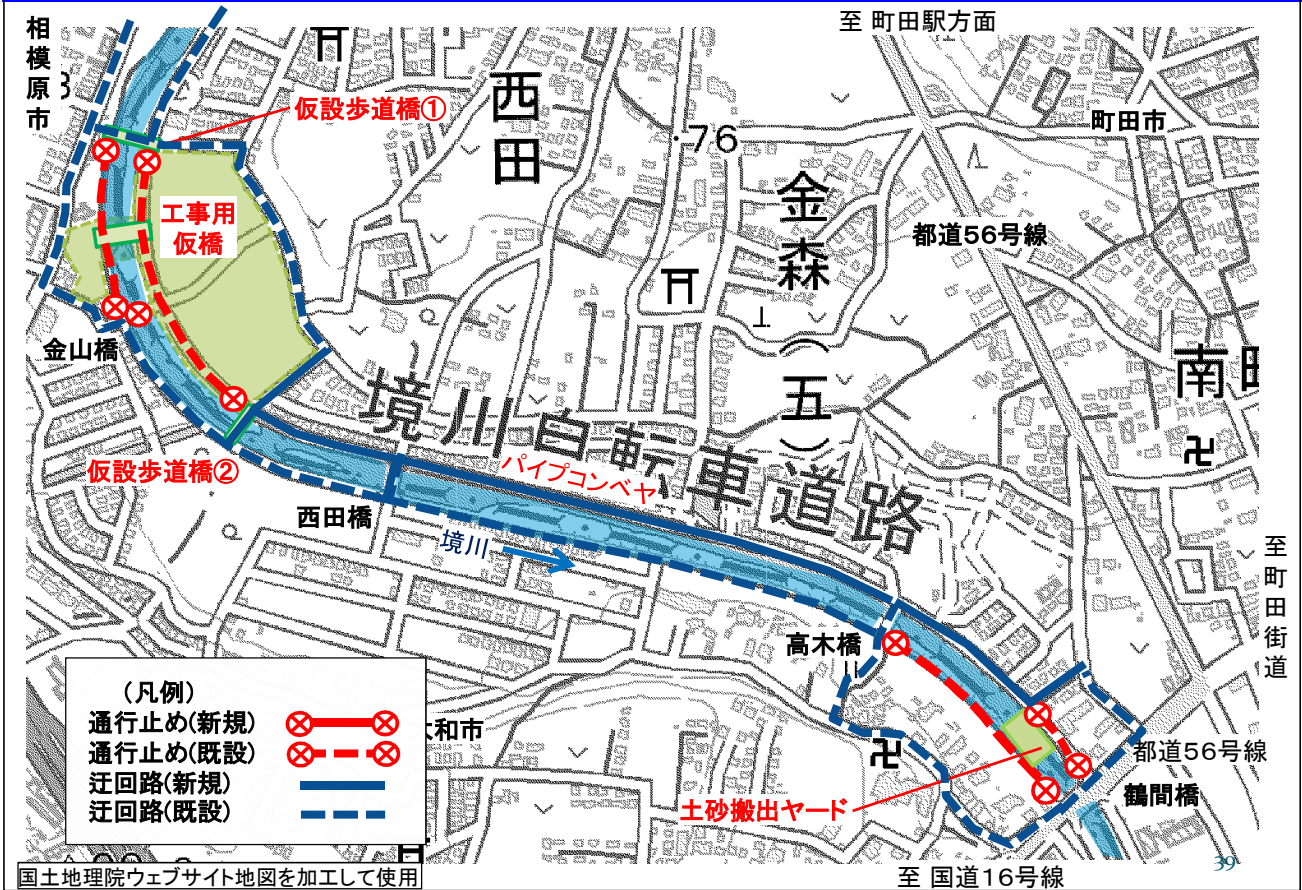 至 町田駅方面
相模原市
仮設歩道橋①
西田
・76
町田市
金森(五)
工事用
仮橋
都道56号線
金山橋
南町
境川自転車道路
パイプコンベヤ
仮設歩道橋②
西田橋
境川
至町田街道
高木橋
(凡例)
通行止め(新規)
通行止め(既設)
迂回路(新規)
迂回路(既設)
大和市
都道56号線
鶴間橋
土砂搬出ヤード
国土地理院ウェブサイト地図を加工して使用
至 国道16号線
39